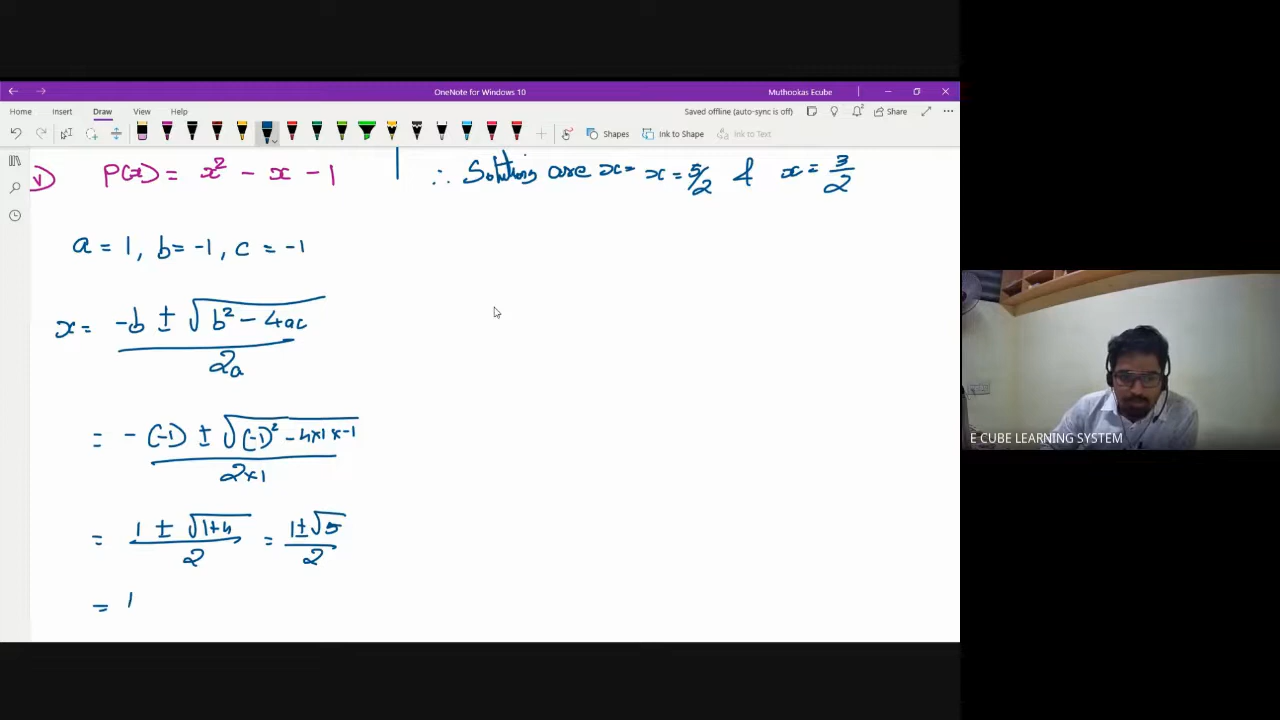 OneNote for Windows 10
Muthookas Ecube
Home Insert Draw View Help
Saved offline (auto-sync is off)
Share
Shapes
Ink to Shape
Ink to Text
v) P(x) = x² - x - 1
∴ Solutions are x= x = 5/2 & x = 3/2
a = 1, b = -1, c = -1
x = -b ± √b² - 4ac / 2a
= -(-1) ± √(-1)² - 4×1×-1 / 2×1
= 1 ± √1+4 / 2 = 1±√5 / 2
= 1
E CUBE LEARNING SYSTEM